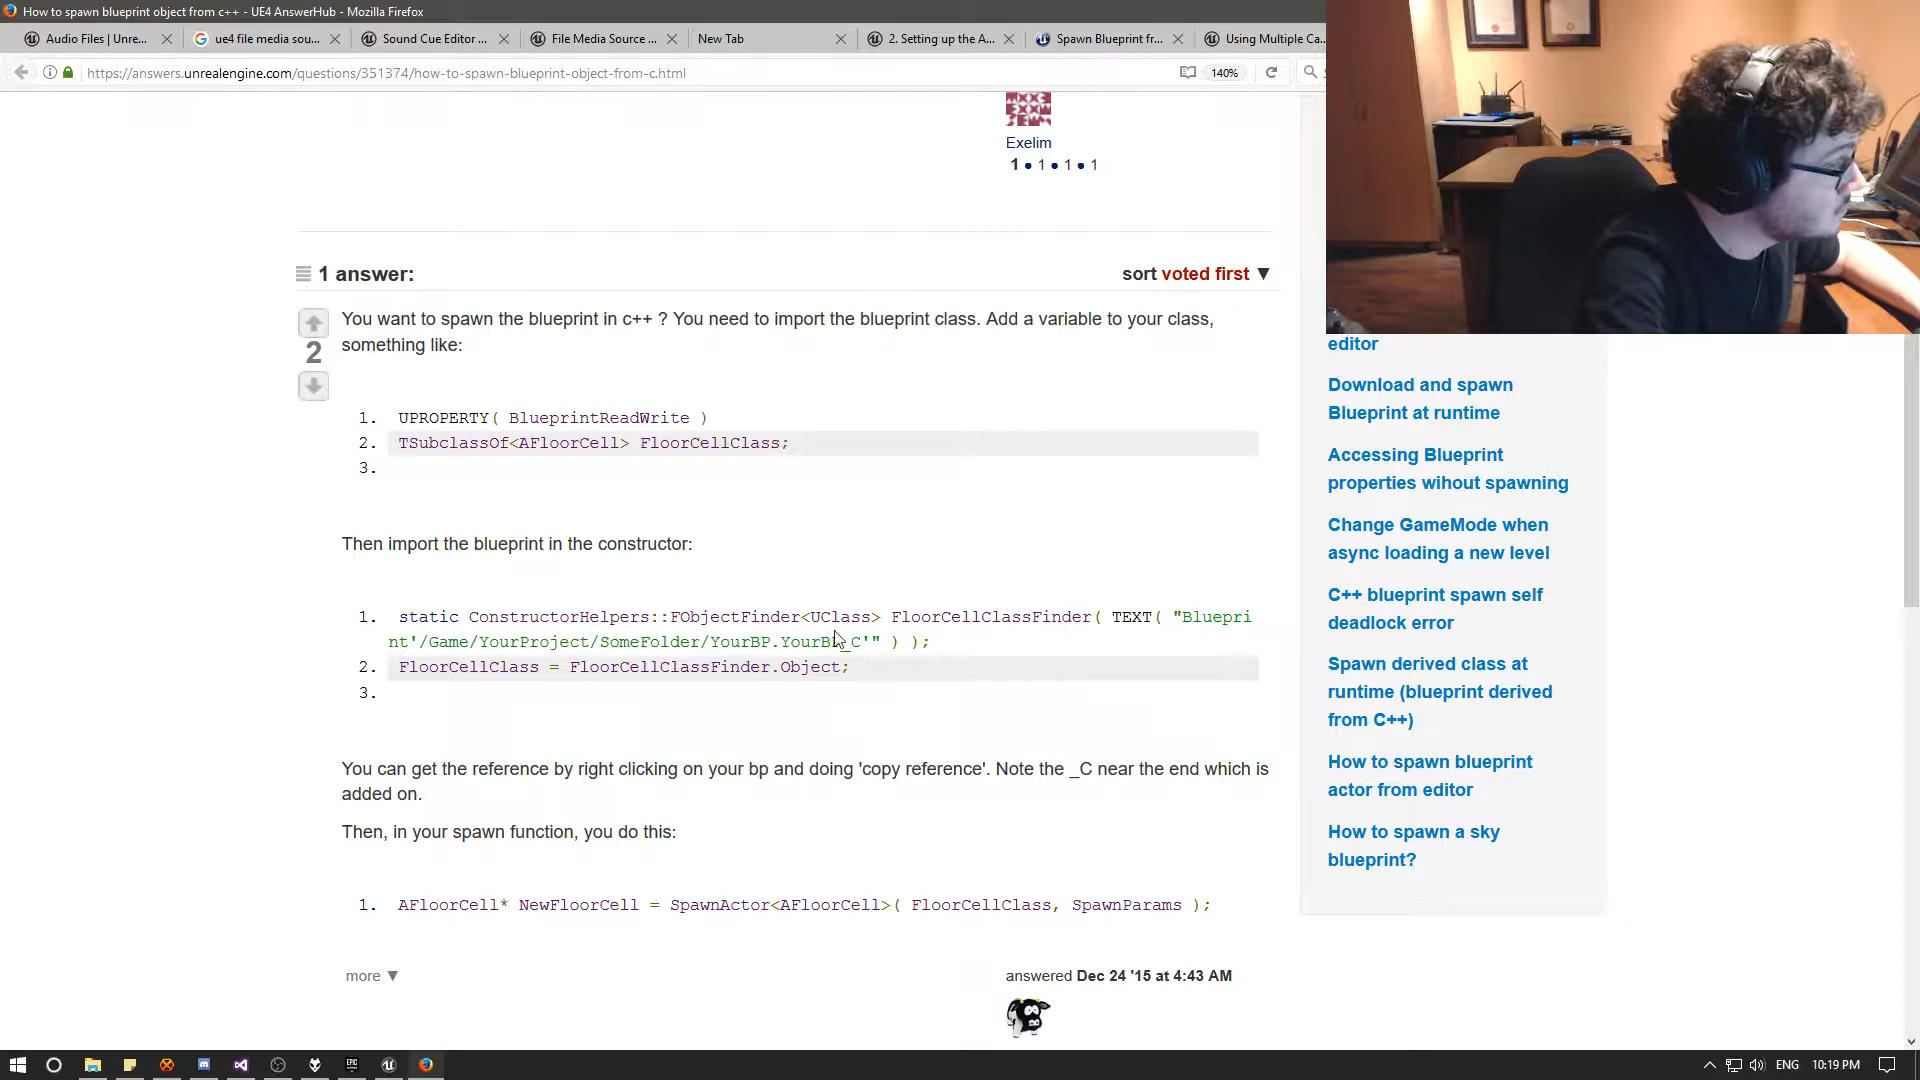 How to spawn blueprint object from c++ - UE4 AnswerHub - Mozilla Firefox
Audio Files | Unre...
ue4 file media sou...
Sound Cue Editor ...
File Media Source ...
New Tab
2. Setting up the A...
Spawn Blueprint fr...
Using Multiple Ca...
https://answers.unrealengine.com/questions/351374/how-to-spawn-blueprint-object-from-c.html
140%
Exelim
1 • 1 • 1 • 1
1 answer:
sort voted first ▼
2
You want to spawn the blueprint in c++ ? You need to import the blueprint class. Add a variable to your class,
something like:
1. UPROPERTY( BlueprintReadWrite )
2. TSubclassOf<AFloorCell> FloorCellClass;
3.
Then import the blueprint in the constructor:
1. static ConstructorHelpers::FObjectFinder<UClass> FloorCellClassFinder( TEXT( "Bluepri
nt'/Game/YourProject/SomeFolder/YourBP.YourBP_C'" ) );
2. FloorCellClass = FloorCellClassFinder.Object;
3.
You can get the reference by right clicking on your bp and doing 'copy reference'. Note the _C near the end which is
added on.
Then, in your spawn function, you do this:
1. AFloorCell* NewFloorCell = SpawnActor<AFloorCell>( FloorCellClass, SpawnParams );
more ▼
answered Dec 24 '15 at 4:43 AM
editor
Download and spawn
Blueprint at runtime
Accessing Blueprint
properties wihout spawning
Change GameMode when
async loading a new level
C++ blueprint spawn self
deadlock error
Spawn derived class at
runtime (blueprint derived
from C++)
How to spawn blueprint
actor from editor
How to spawn a sky
blueprint?
EPIC
ENG
10:19 PM